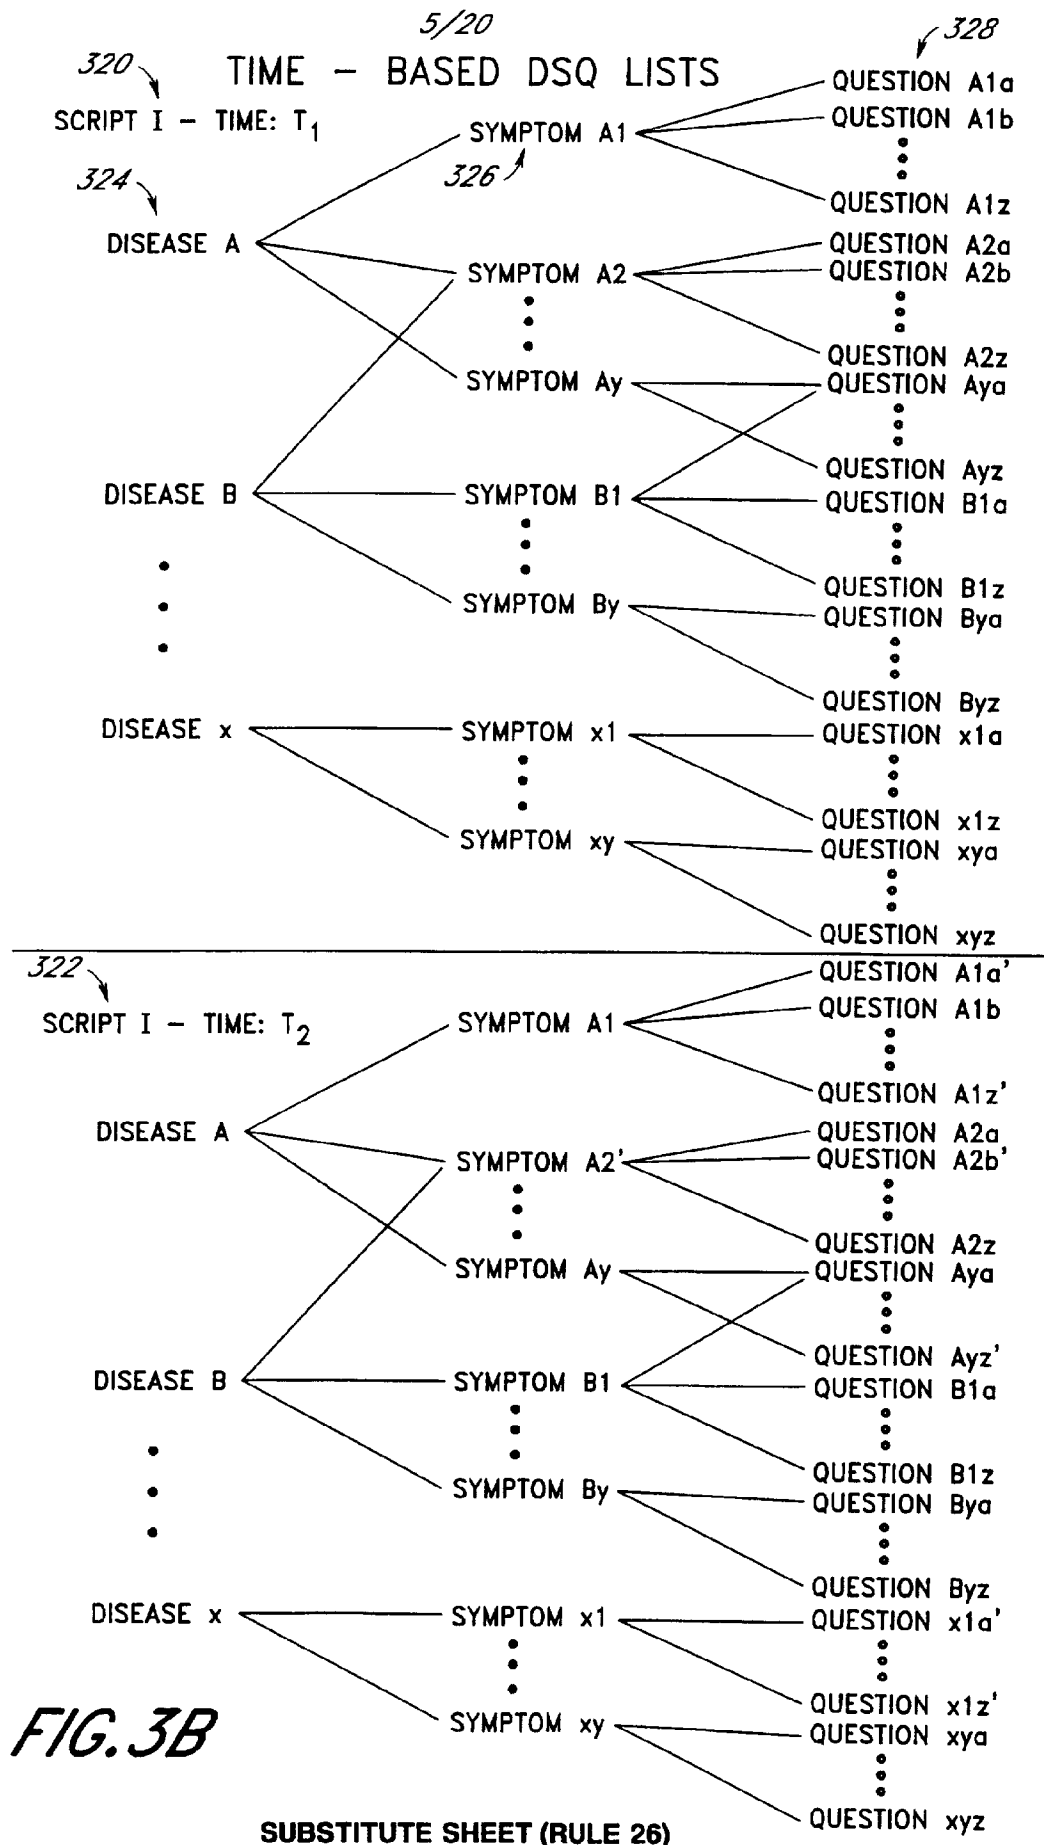 5/20
328
320
TIME – BASED DSQ LISTS
QUESTION A1a
SCRIPT I – TIME: T1
QUESTION A1b
SYMPTOM A1
326
324
QUESTION A1z
DISEASE A
QUESTION A2a
SYMPTOM A2
QUESTION A2b
QUESTION A2z
SYMPTOM Ay
QUESTION Aya
QUESTION Ayz
DISEASE B
SYMPTOM B1
QUESTION B1a
QUESTION B1z
SYMPTOM By
QUESTION Bya
QUESTION Byz
DISEASE x
SYMPTOM x1
QUESTION x1a
QUESTION x1z
SYMPTOM xy
QUESTION xya
QUESTION xyz
322
QUESTION A1a'
SCRIPT I – TIME: T2
SYMPTOM A1
QUESTION A1b
QUESTION A1z'
DISEASE A
QUESTION A2a
SYMPTOM A2'
QUESTION A2b'
QUESTION A2z
SYMPTOM Ay
QUESTION Aya
QUESTION Ayz'
DISEASE B
SYMPTOM B1
QUESTION B1a
QUESTION B1z
SYMPTOM By
QUESTION Bya
QUESTION Byz
DISEASE x
SYMPTOM x1
QUESTION x1a'
QUESTION x1z'
SYMPTOM xy
QUESTION xya
FIG. 3B
QUESTION xyz
SUBSTITUTE SHEET (RULE 26)